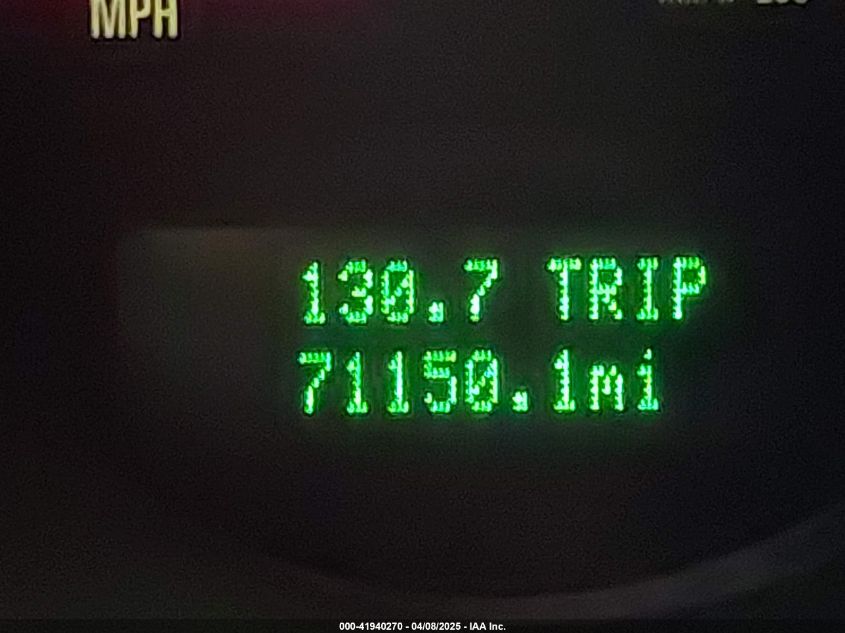 MPH
130.7 TRIP
71150.1mi
000-41940270 - 04/08/2025 - IAA Inc.